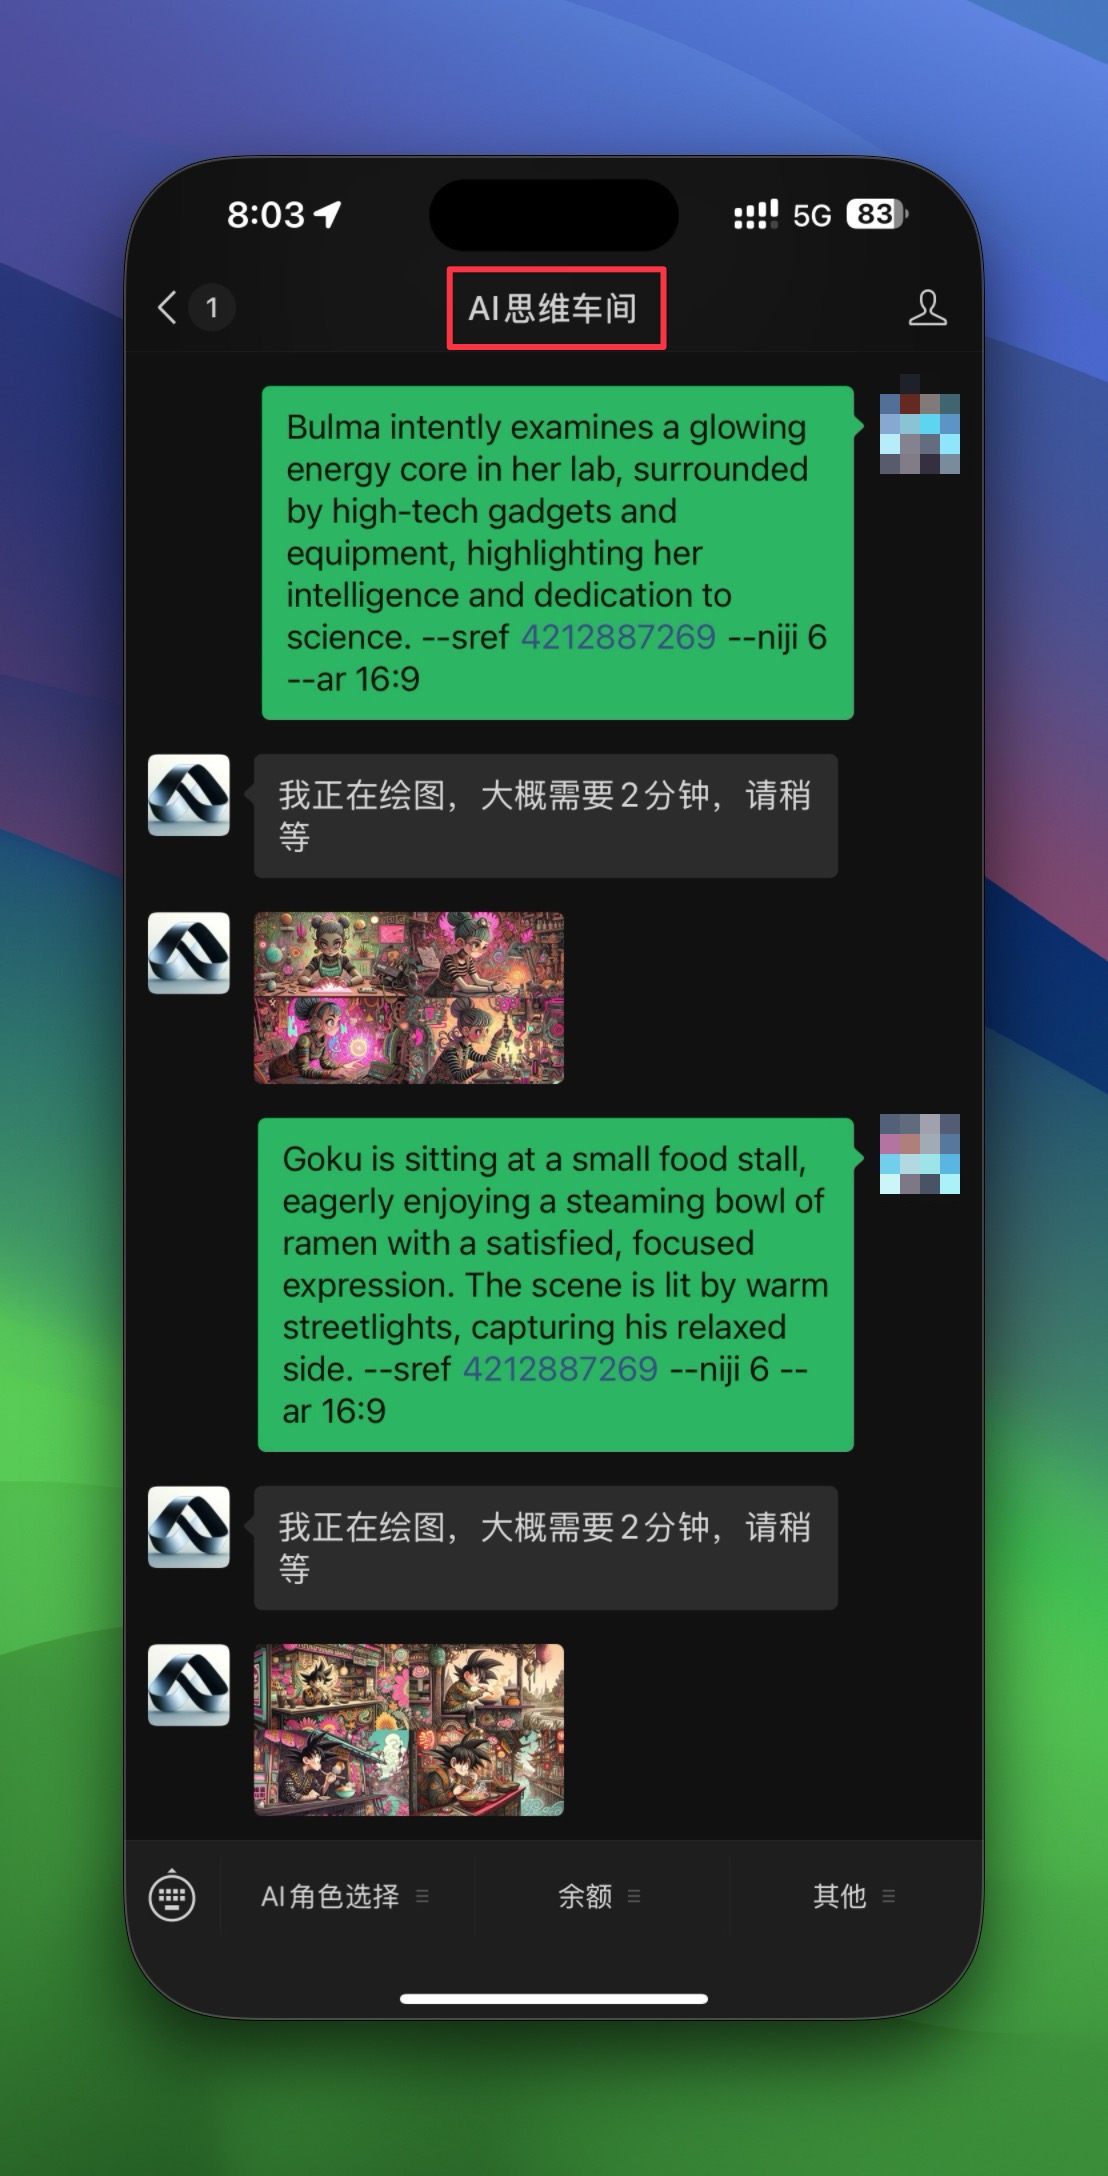 8:03
5G
83
1
AI思维车间
Bulma intently examines a glowing
energy core in her lab, surrounded
by high-tech gadgets and
equipment, highlighting her
intelligence and dedication to
science. --sref 4212887269 --niji 6
--ar 16:9
我正在绘图，大概需要2分钟，请稍
等
Goku is sitting at a small food stall,
eagerly enjoying a steaming bowl of
ramen with a satisfied, focused
expression. The scene is lit by warm
streetlights, capturing his relaxed
side. --sref 4212887269 --niji 6 --
ar 16:9
我正在绘图，大概需要2分钟，请稍
等
AI角色选择
余额
其他